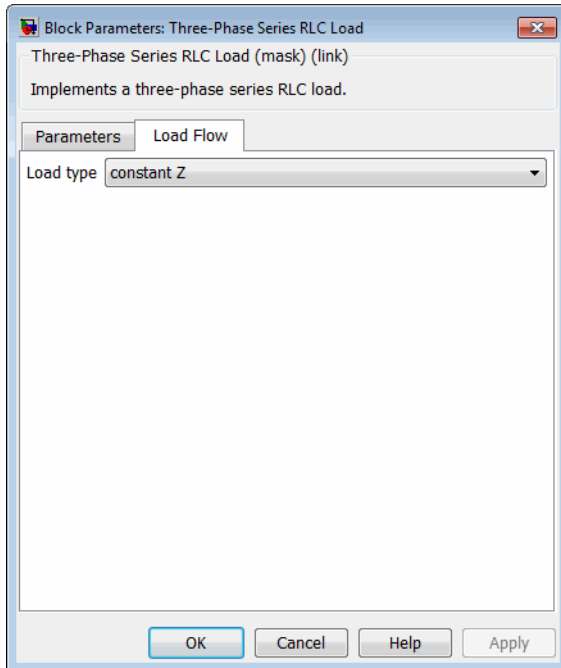 Block Parameters: Three-Phase Series RLC Load
Three-Phase Series RLC Load (mask) (link)
Implements a three-phase series RLC load.
Parameters Load Flow
Load type constant Z
OK Cancel Help Apply